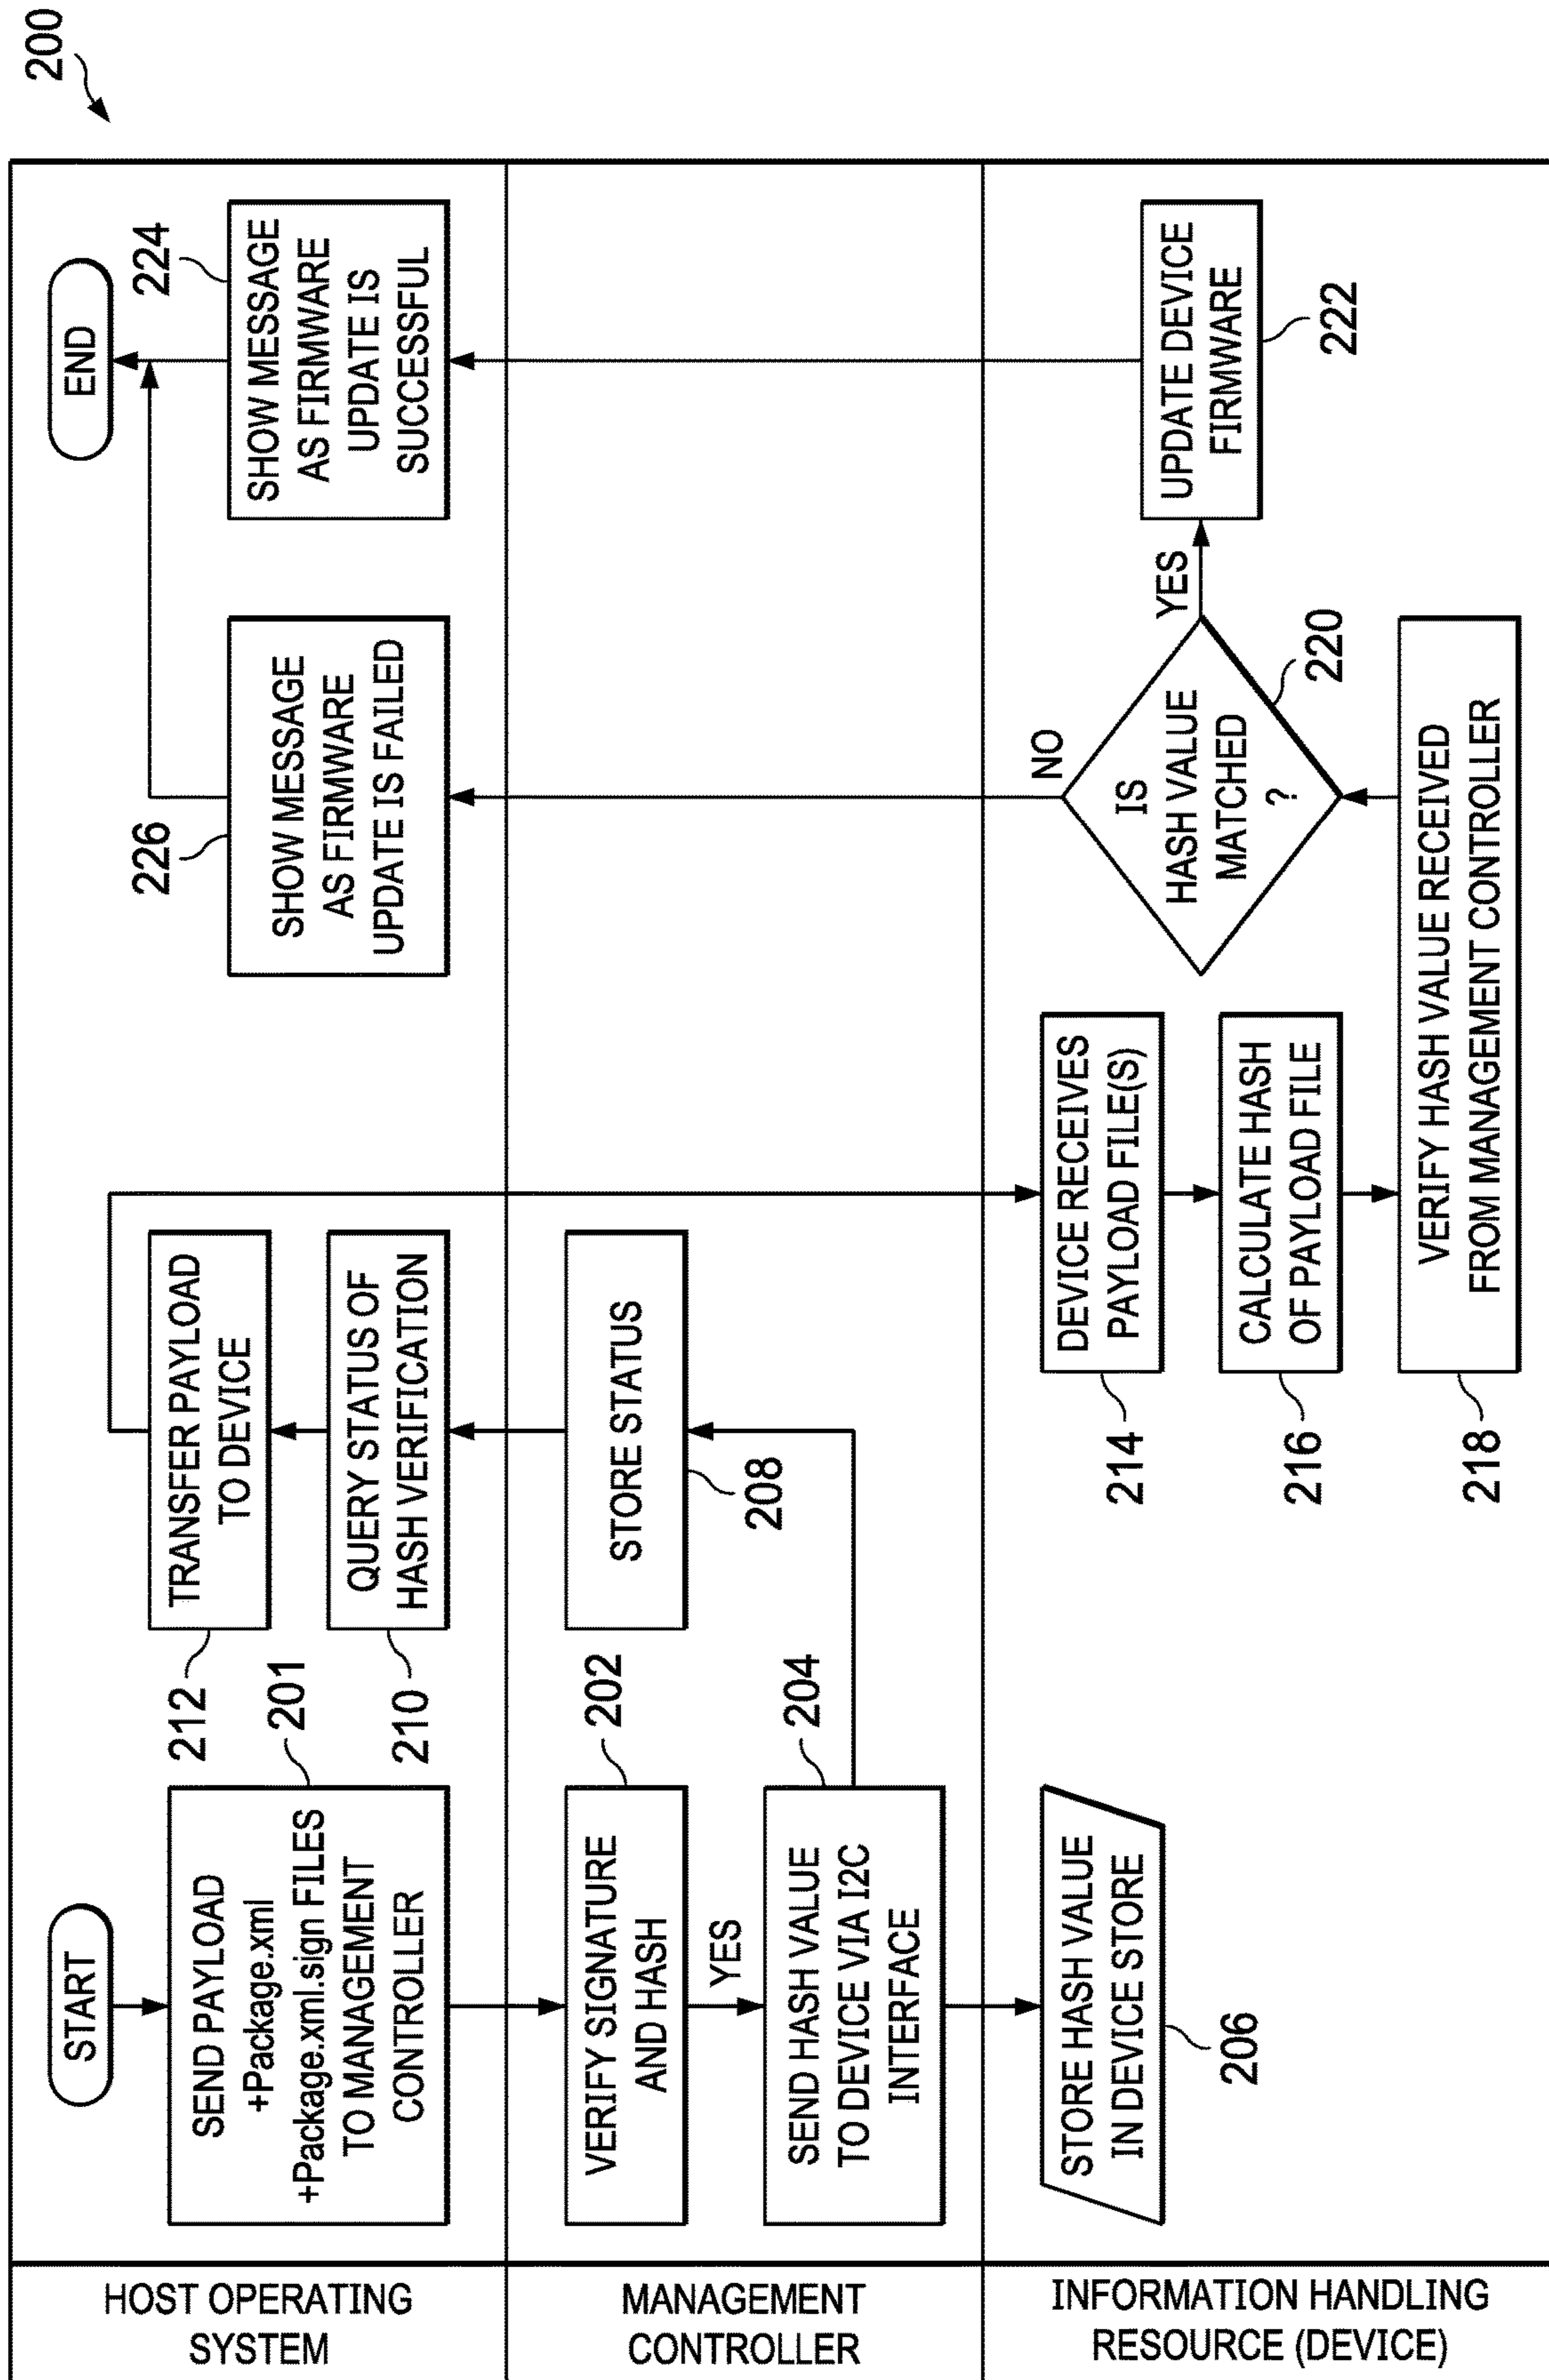 200
HOST OPERATING
SYSTEM
START
SEND PAYLOAD
+Package.xml
+Package.xml.sign FILES
TO MANAGEMENT
CONTROLLER
201
212
TRANSFER PAYLOAD
TO DEVICE
210
QUERY STATUS OF
HASH VERIFICATION
226
SHOW MESSAGE
AS FIRMWARE
UPDATE IS FAILED
END
224
SHOW MESSAGE
AS FIRMWARE
UPDATE IS
SUCCESSFUL
MANAGEMENT
CONTROLLER
VERIFY SIGNATURE
AND HASH
202
YES
SEND HASH VALUE
TO DEVICE VIA I2C
INTERFACE
204
STORE STATUS
208
INFORMATION HANDLING
RESOURCE (DEVICE)
STORE HASH VALUE
IN DEVICE STORE
206
DEVICE RECEIVES
PAYLOAD FILE(S)
214
CALCULATE HASH
OF PAYLOAD FILE
216
VERIFY HASH VALUE RECEIVED
FROM MANAGEMENT CONTROLLER
218
NO
IS
HASH VALUE
MATCHED
?
220
YES
UPDATE DEVICE
FIRMWARE
222